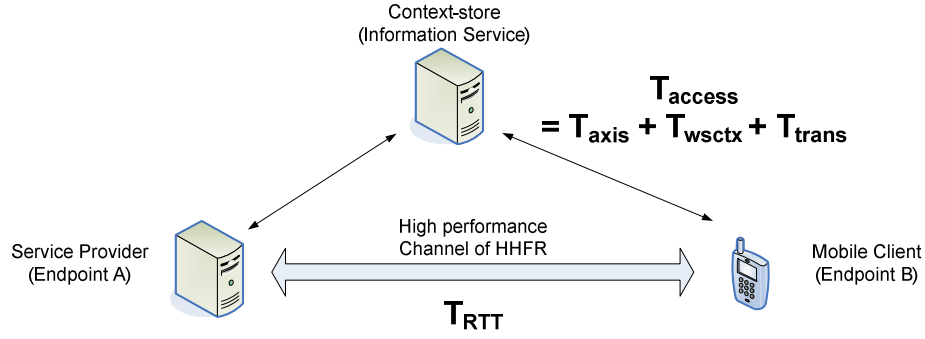 Context-store
(Information Service)
Taccess
= Taxis + Twsctx + Ttrans
High performance
Channel of HHFR
Service Provider
(Endpoint A)
Mobile Client
(Endpoint B)
TRTT